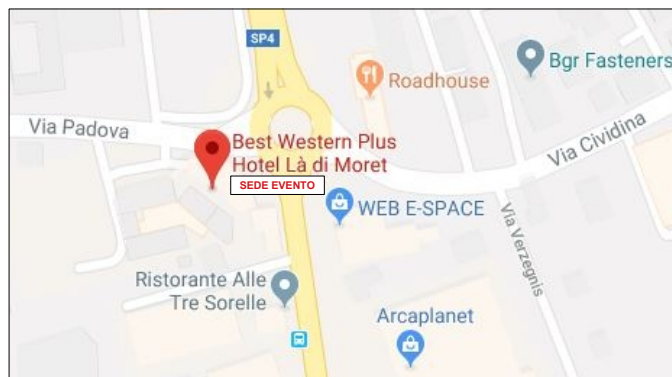 SP4
Roadhouse
Bgr Fasteners
Via Padova
Best Western Plus
Hotel Là di Moret
SEDE EVENTO
Via Cividina
WEB E-SPACE
Via Verzegnis
Ristorante Alle
Tre Sorelle
Arcaplanet